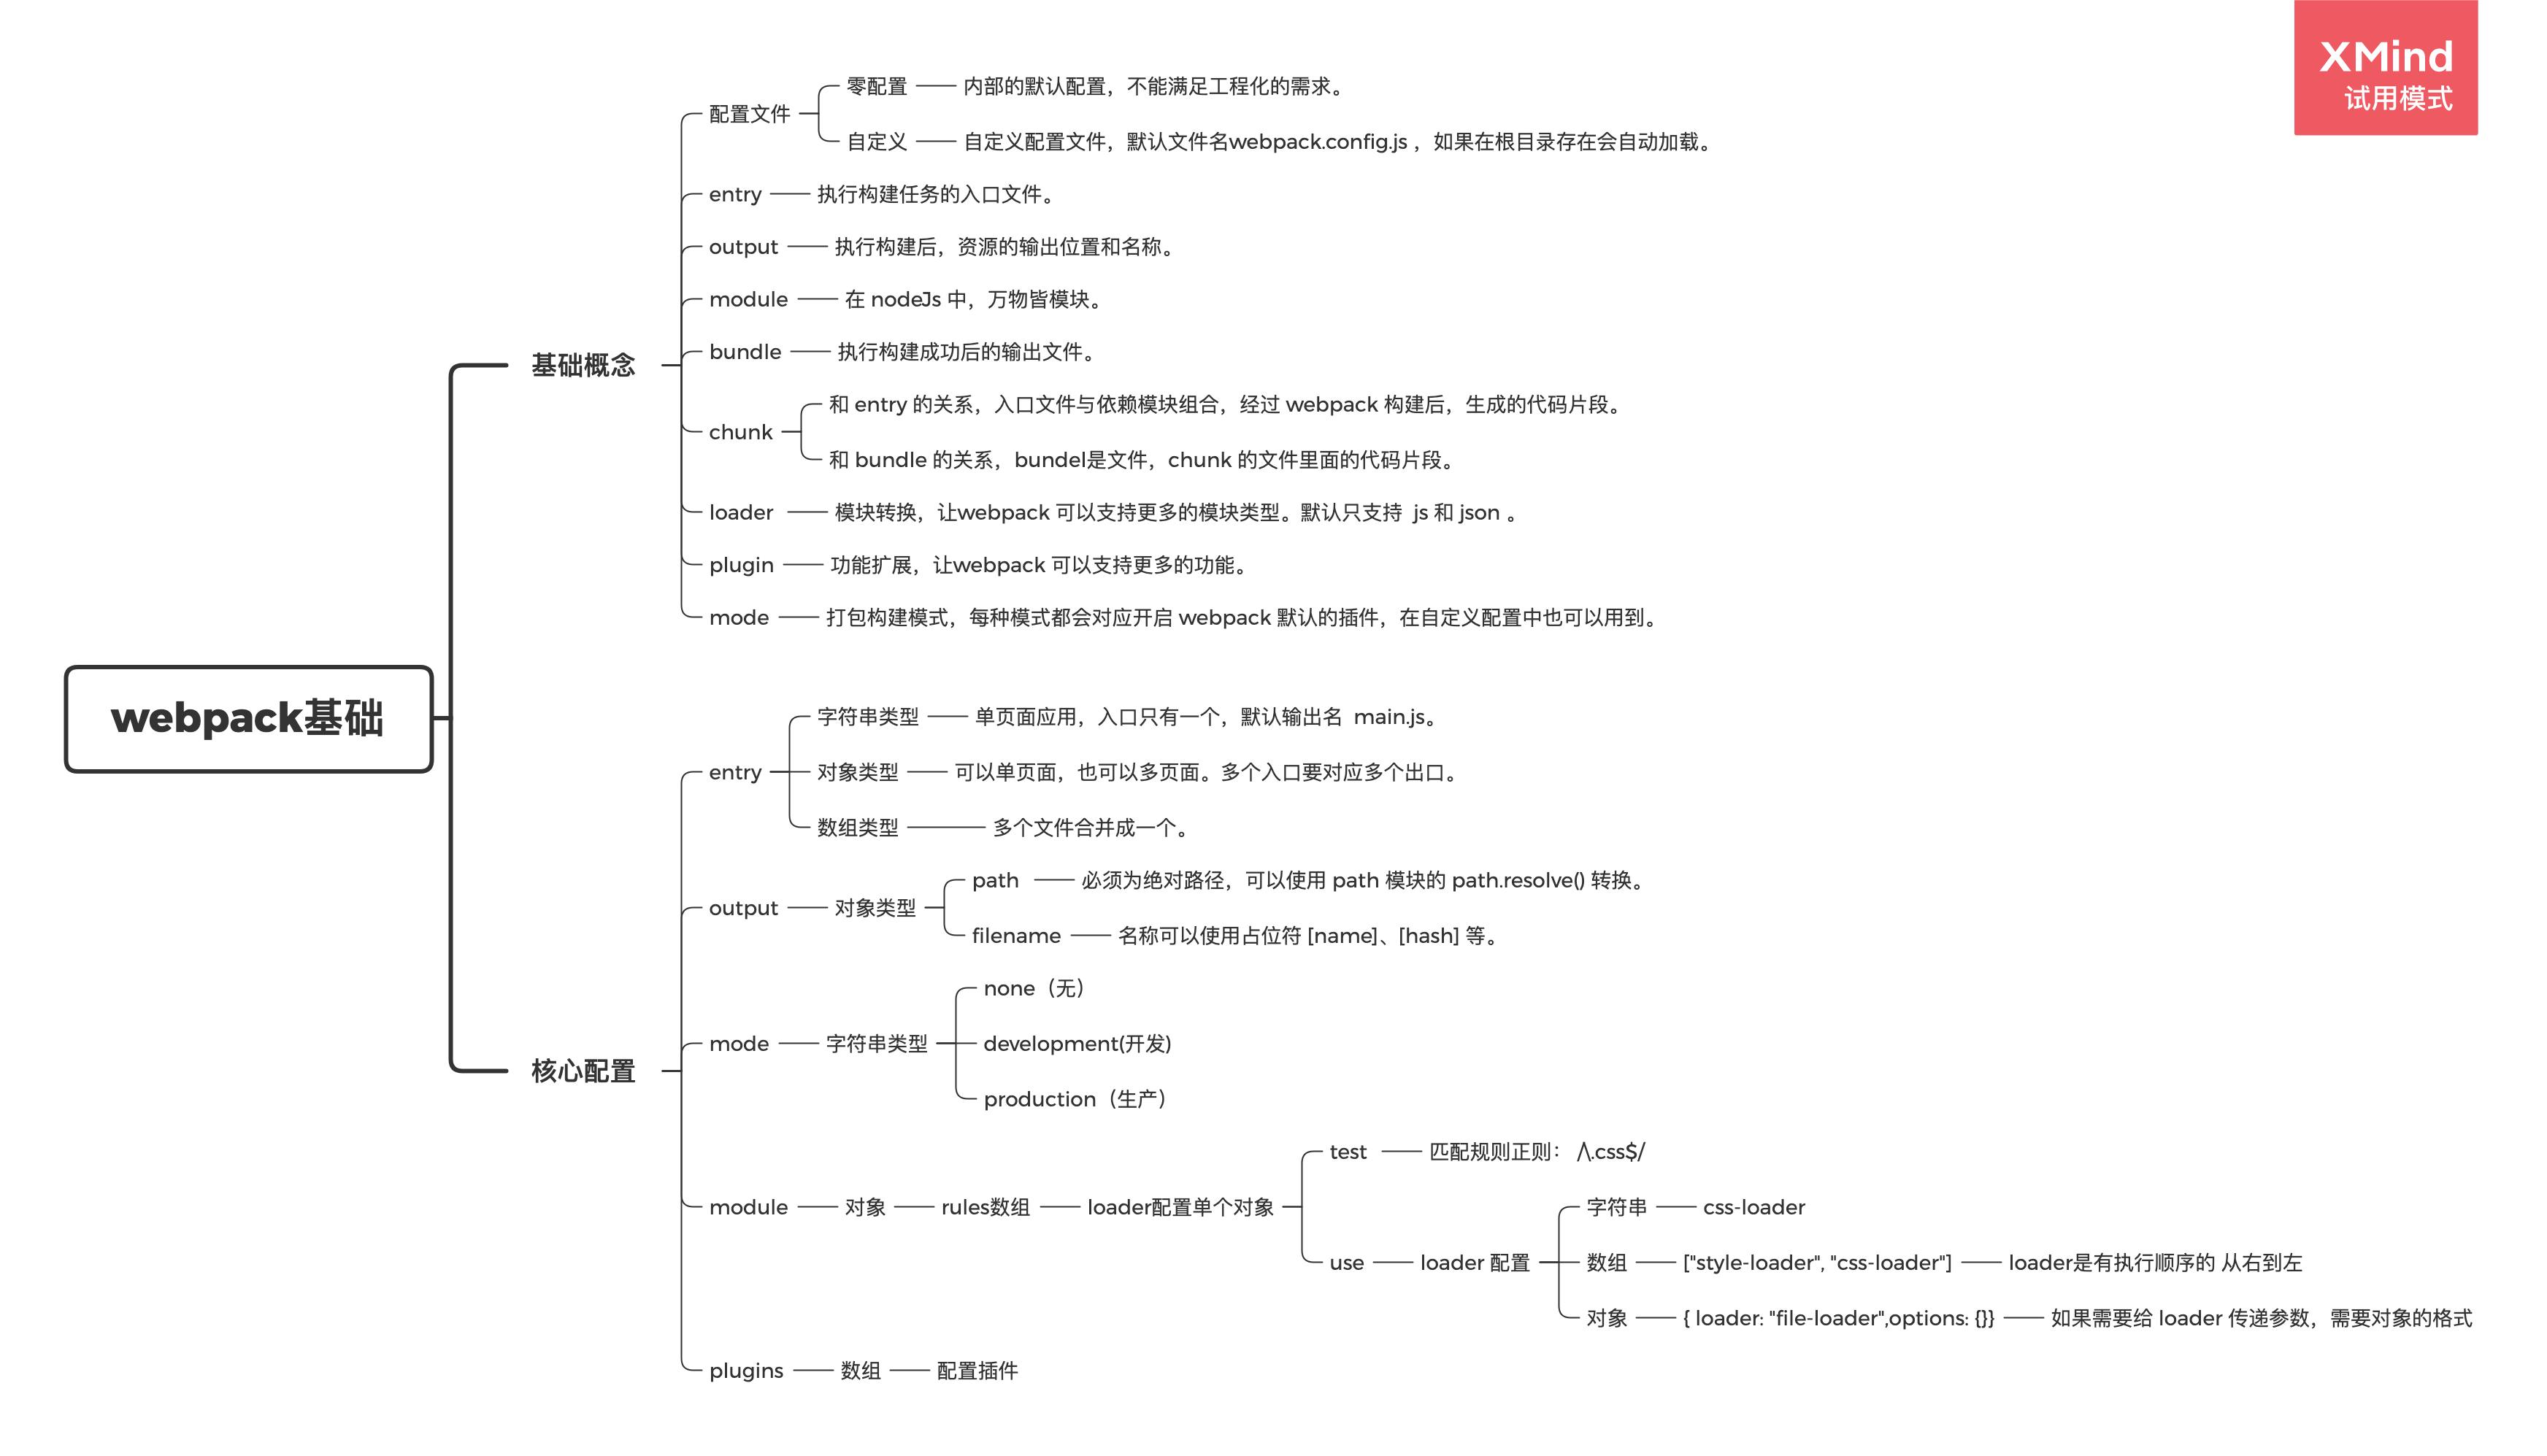 XMind
试用模式
webpack基础
基础概念
配置文件
零配置
内部的默认配置，不能满足工程化的需求。
自定义
自定义配置文件，默认文件名webpack.config.js ，如果在根目录存在会自动加载。
entry
执行构建任务的入口文件。
output
执行构建后，资源的输出位置和名称。
module
在 nodeJs 中，万物皆模块。
bundle
执行构建成功后的输出文件。
chunk
和 entry 的关系，入口文件与依赖模块组合，经过 webpack 构建后，生成的代码片段。
和 bundle 的关系，bundel是文件，chunk 的文件里面的代码片段。
loader
模块转换，让webpack 可以支持更多的模块类型。默认只支持  js 和 json 。
plugin
功能扩展，让webpack 可以支持更多的功能。
mode
打包构建模式，每种模式都会对应开启 webpack 默认的插件，在自定义配置中也可以用到。
核心配置
entry
字符串类型
单页面应用，入口只有一个，默认输出名  main.js。
对象类型
可以单页面，也可以多页面。多个入口要对应多个出口。
数组类型
多个文件合并成一个。
output
对象类型
path
必须为绝对路径，可以使用 path 模块的 path.resolve() 转换。
filename
名称可以使用占位符 [name]、[hash] 等。
mode
字符串类型
none（无）
development(开发)
production（生产）
module
对象
rules数组
loader配置单个对象
test
匹配规则正则： /\.css$/
use
loader 配置
字符串
css-loader
数组
["style-loader", "css-loader"]
loader是有执行顺序的 从右到左
对象
{ loader: "file-loader",options: {}}
如果需要给 loader 传递参数，需要对象的格式
plugins
数组
配置插件